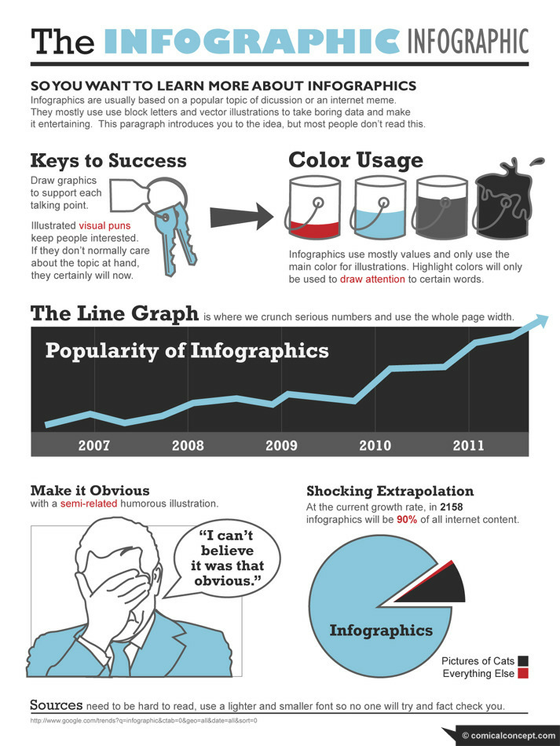 The INFOGRAPHIC INFOGRAPHIC
SO YOU WANT TO LEARN MORE ABOUT INFOGRAPHICS
Infographics are usually based on a popular topic of dicussion or an internet meme.
They mostly use use block letters and vector illustrations to take boring data and make
it entertaining. This paragraph introduces you to the idea, but most people don't read this.
Keys to Success
Draw graphics
to support each
talking point.
Illustrated visual puns
keep people interested.
If they don't normally care
about the topic at hand,
they certainly will now.
Color Usage
Infographics use mostly values and only use the
main color for illustrations. Highlight colors will only
be used to draw attention to certain words.
The Line Graph is where we crunch serious numbers and use the whole page width.
Popularity of Infographics
2007 2008 2009 2010 2011
Make it Obvious
with a semi-related humorous illustration.
"I can't
believe
it was that
obvious."
Shocking Extrapolation
At the current growth rate, in 2158
infographics will be 90% of all internet content.
Infographics
Pictures of Cats
Everything Else
Sources need to be hard to read, use a lighter and smaller font so no one will try and fact check you.
http://www.google.com/trends?q=infographic&ctab=0&geo=all&date=all&sort=0
© comicalconcept.com